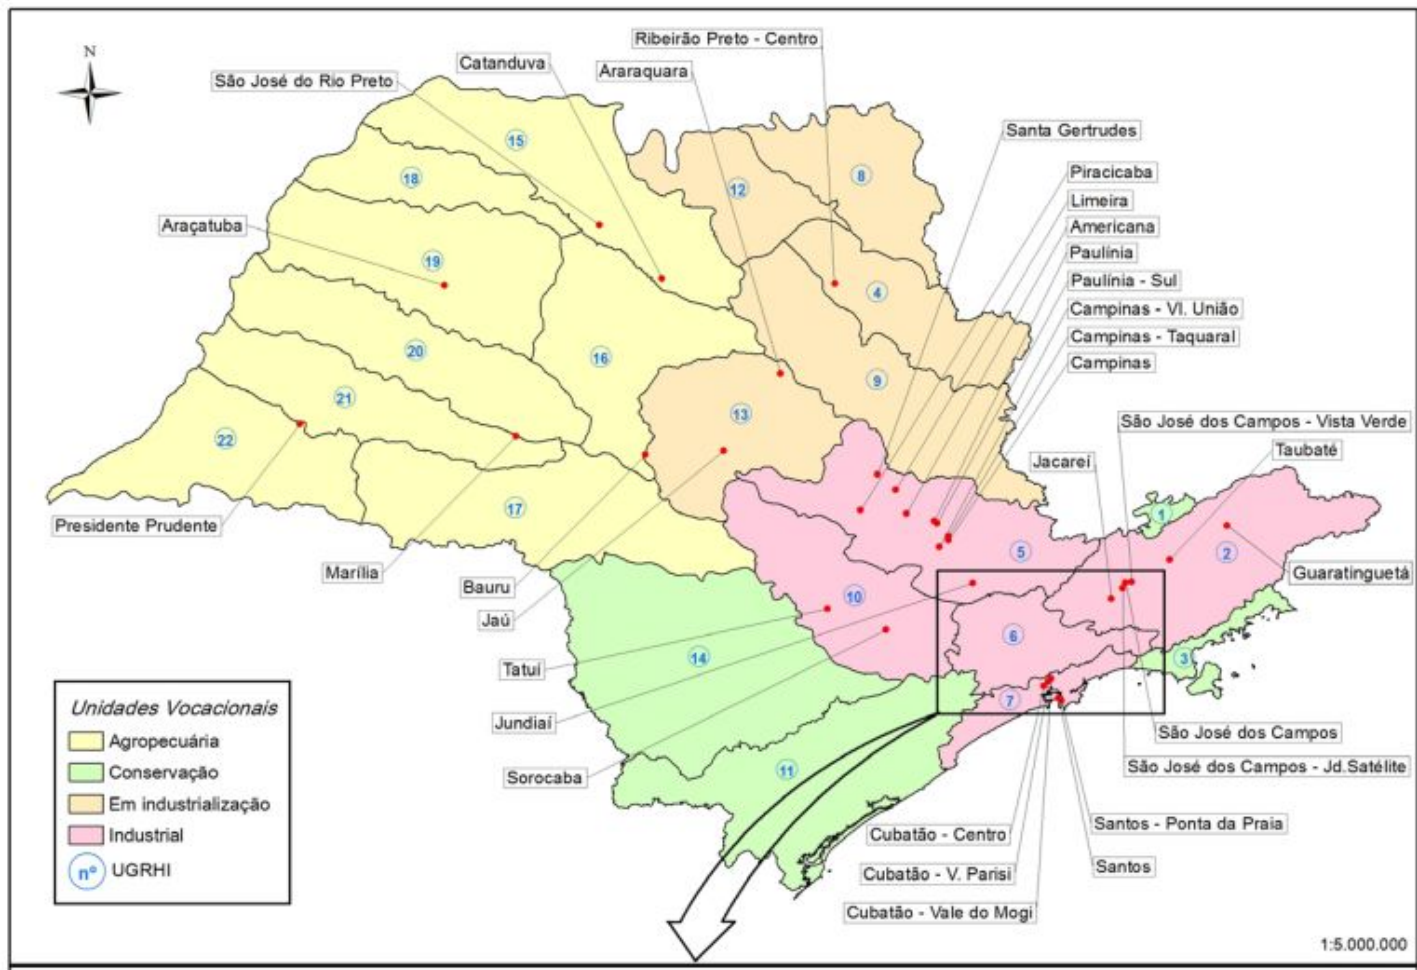 N
Ribeirão Preto - Centro
Catanduva
Araraquara
São José do Rio Preto
Santa Gertrudes
15
8
12
18
Piracicaba
Limeira
Araçatuba
Americana
19
Paulínia
Paulínia - Sul
4
Campinas - Vl. União
Campinas - Taquaral
20
16
9
Campinas
21
13
22
São José dos Campos - Vista Verde
Taubaté
Jacareí
17
1
Presidente Prudente
2
5
Marília
Guaratinguetá
Bauru
10
Jaú
6
14
3
Tatuí
7
Unidades Vocacionais
Jundiaí
São José dos Campos
Agropecuária
11
São José dos Campos - Jd.Satélite
Conservação
Sorocaba
Em industrialização
Santos - Ponta da Praia
Industrial
Cubatão - Centro
nº UGRHI
Santos
Cubatão - V. Parisi
Cubatão - Vale do Mogi
1:5.000.000